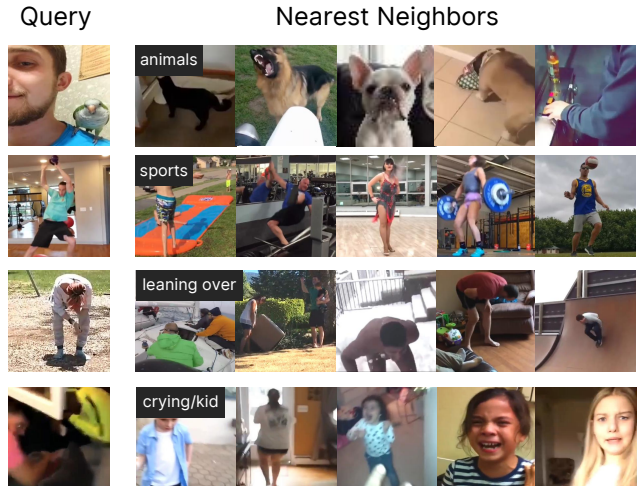 Query
Nearest Neighbors
animals
sports
leaning over
crying/kid